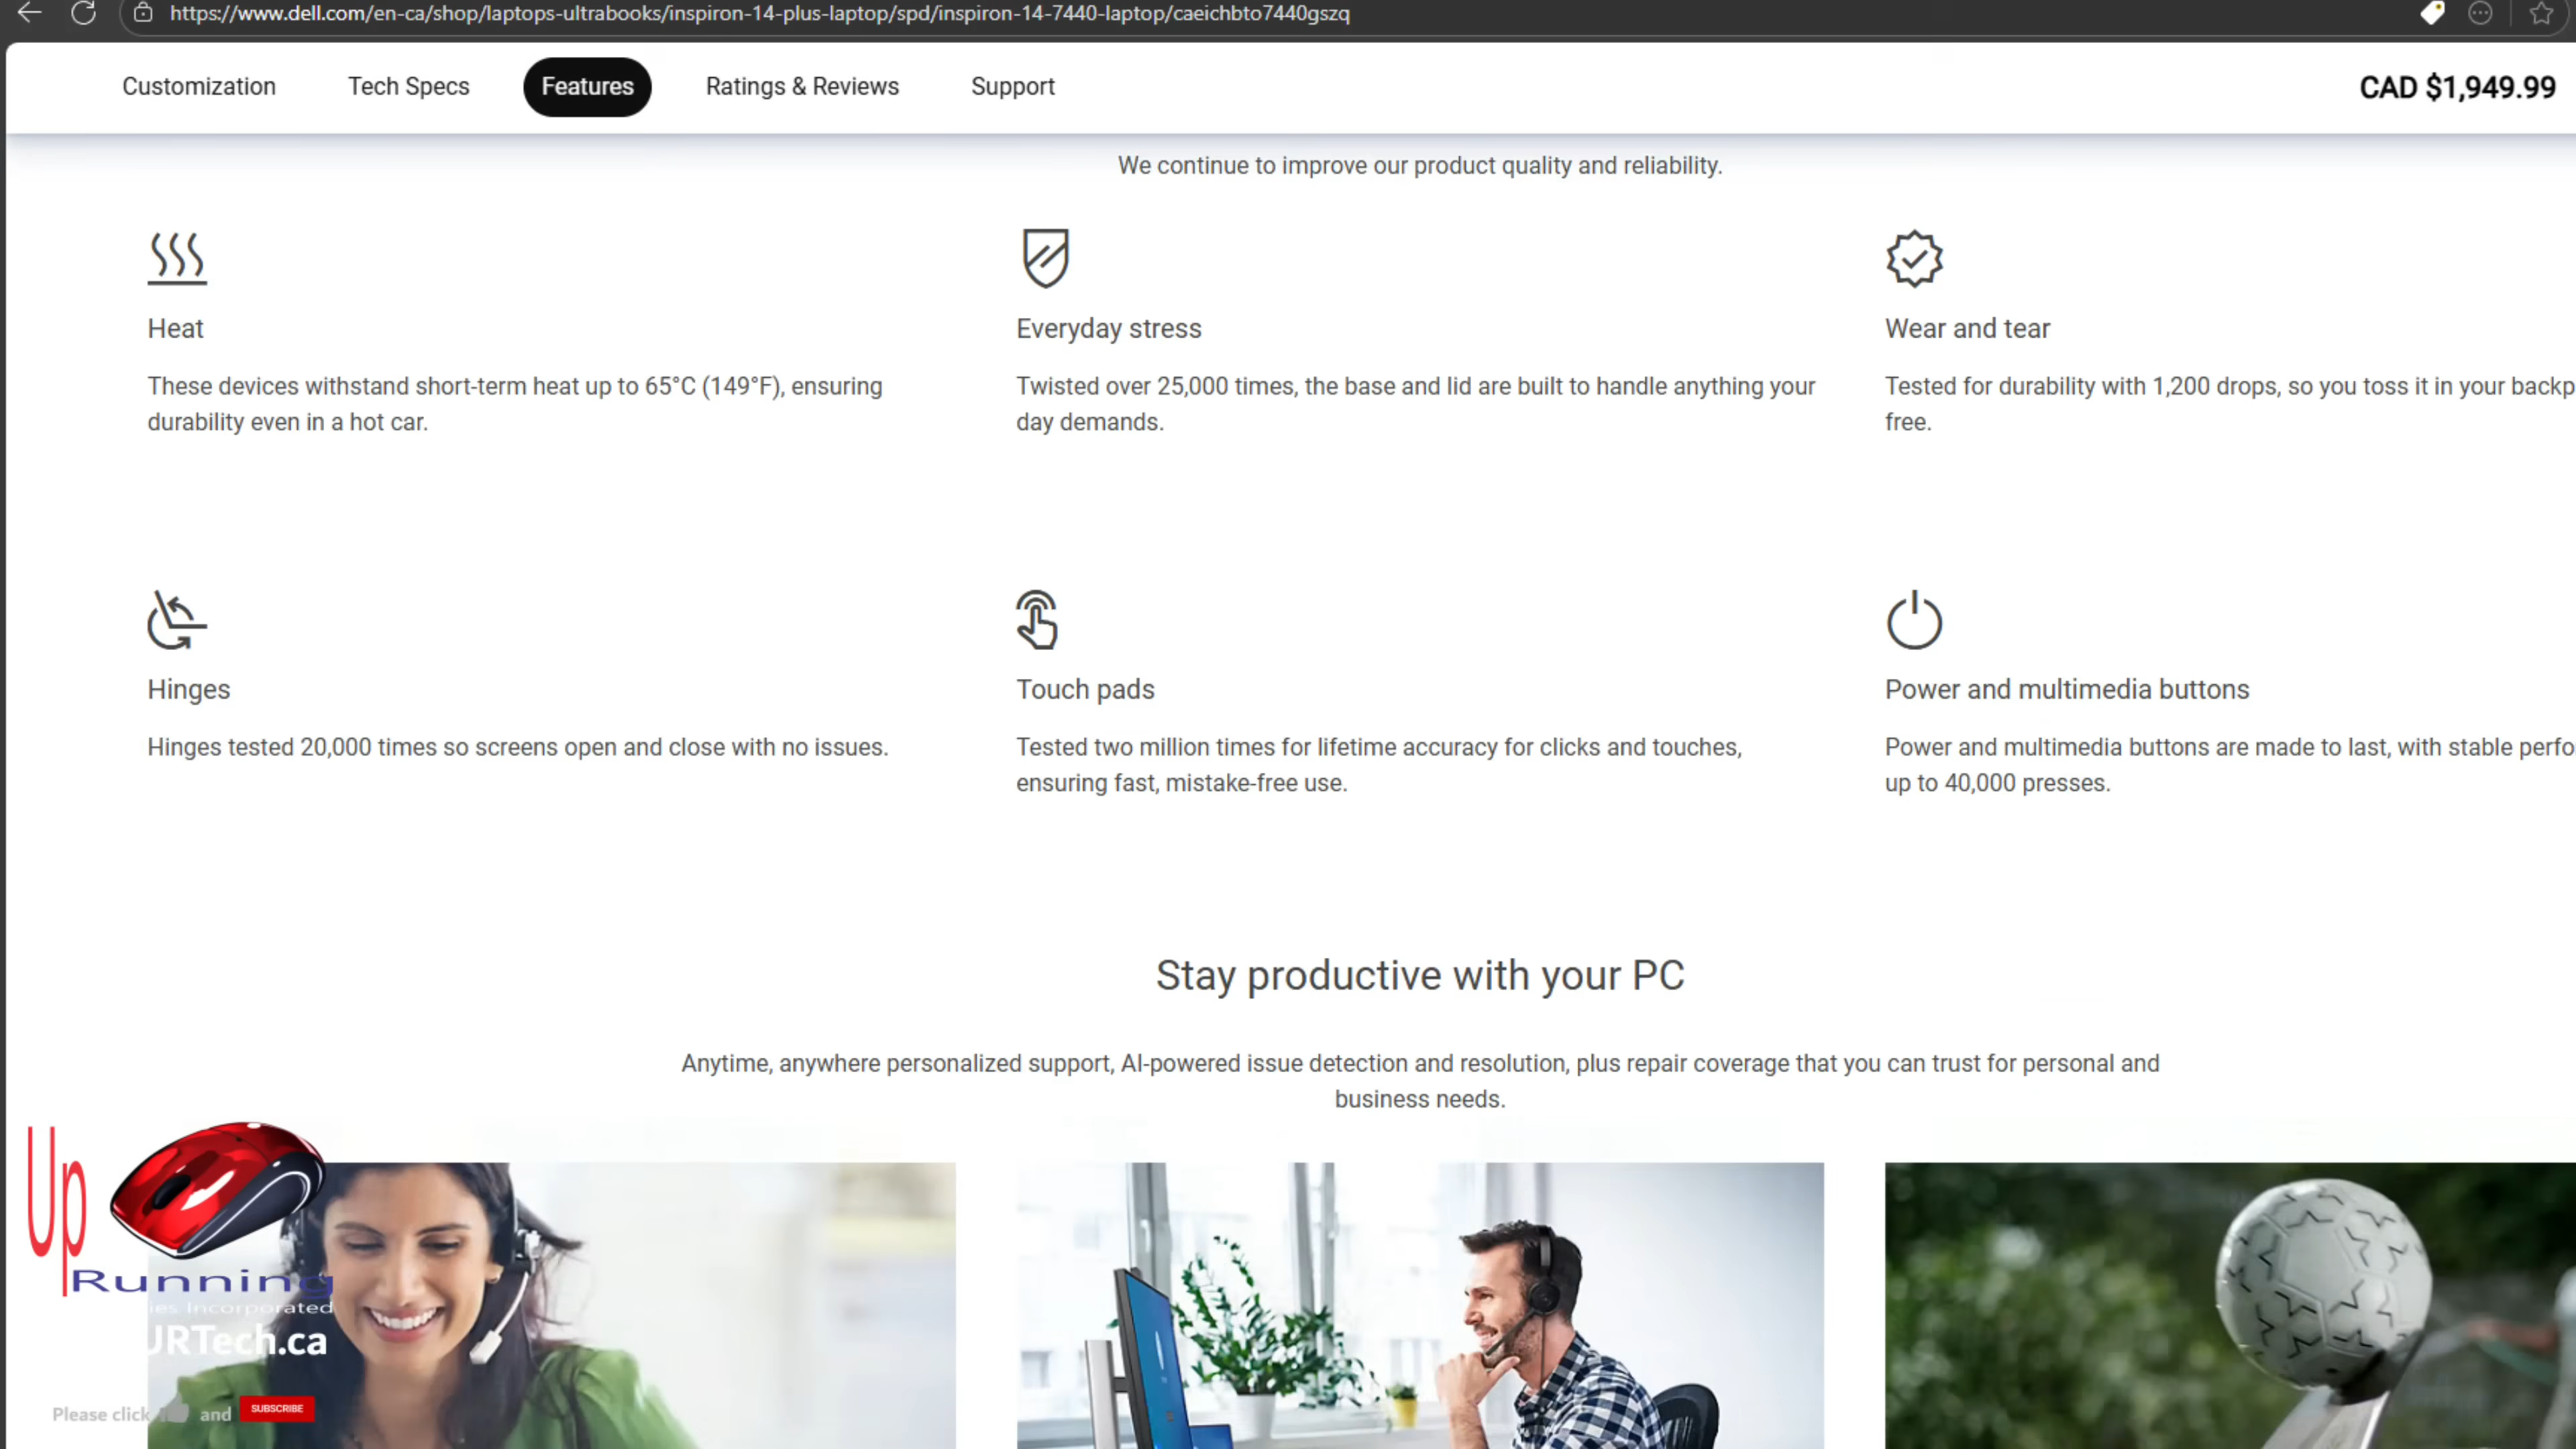 https://www.dell.com/en-ca/shop/laptops-ultrabooks/inspiron-14-plus-laptop/spd/inspiron-14-7440-laptop/caeichbto7440gszq
Customization Tech Specs Features Ratings & Reviews Support CAD $1,949.99
We continue to improve our product quality and reliability.
Heat
These devices withstand short-term heat up to 65°C (149°F), ensuring
durability even in a hot car.
Everyday stress
Twisted over 25,000 times, the base and lid are built to handle anything your
day demands.
Wear and tear
Tested for durability with 1,200 drops, so you toss it in your backp
free.
Hinges
Hinges tested 20,000 times so screens open and close with no issues.
Touch pads
Tested two million times for lifetime accuracy for clicks and touches,
ensuring fast, mistake-free use.
Power and multimedia buttons
Power and multimedia buttons are made to last, with stable perfo
up to 40,000 presses.
Stay productive with your PC
Anytime, anywhere personalized support, AI-powered issue detection and resolution, plus repair coverage that you can trust for personal and
business needs.
Up
Running
ies Incorporated
URTech.ca
Please click and SUBSCRIBE